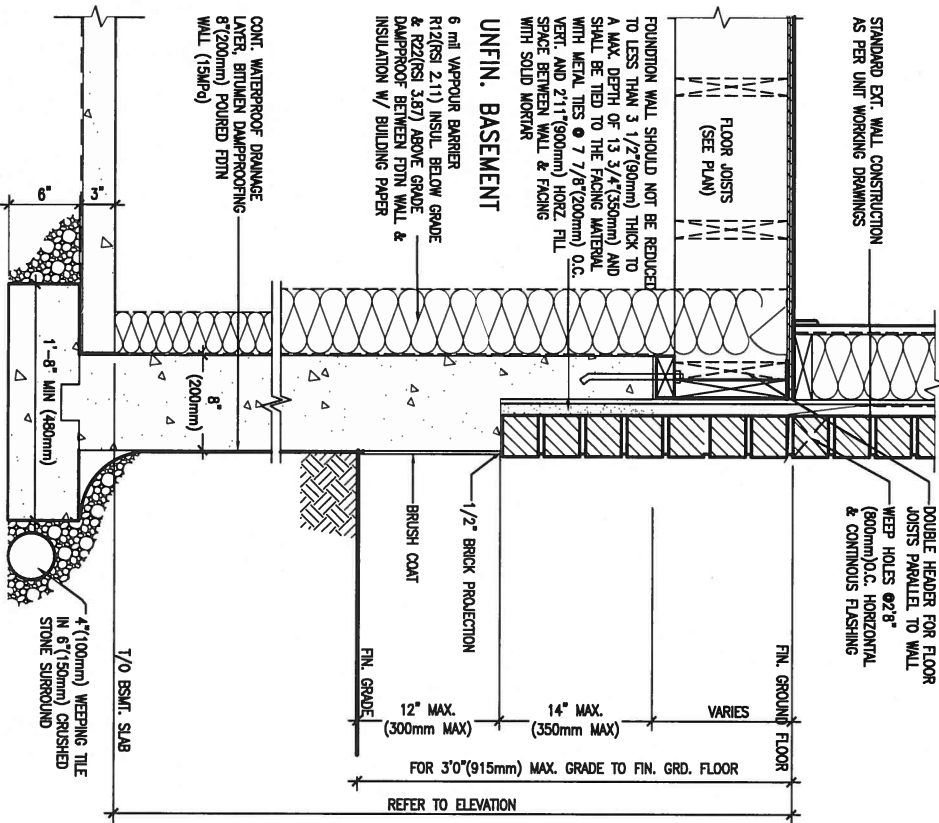 STANDARD EXT. WALL CONSTRUCTION
AS PER UNIT WORKING DRAWINGS
FLOOR JOISTS
(SEE PLAN)
FOUNDTION WALL SHOULD NOT BE REDUCED
TO LESS THAN 3 1/2"(90mm) THICK TO
A MAX. DEPTH OF 13 3/4"(350mm) AND
SHALL BE TIED TO THE FACING MATERIAL
WITH METAL TIES @ 7 7/8"(200mm) O.C.
VERT. AND 2'11"(900mm) HORZ. FILL
SPACE BETWEEN WALL & FACING
WITH SOLID MORTAR
UNFIN. BASEMENT
6 mil VAPPOUR BARRIER
R12(RSI 2.11) INSUL BELOW GRADE
& R22(RSI 3.87) ABOVE GRADE
DAMPPROOF BETWEEN FDTN WALL &
INSULATION W/ BUILDING PAPER
CONT. WATERPROOF DRAINAGE
LAYER, BITUMEN DAMPPROOFING
8"(200mm) POURED FDTN
WALL (15MPa)
6"
3"
1'-8" MIN (480mm)
8"
(200mm)
DOUBLE HEADER FOR FLOOR
JOISTS PARALLEL TO WALL
WEEP HOLES @2'8"
(800mm)O.C. HORIZONTAL
& CONTINOUS FLASHING
1/2" BRICK PROJECTION
BRUSH COAT
4"(100mm) WEEPING TILE
IN 6"(150mm) CRUSHED
STONE SURROUND
T/O BSMT. SLAB
FIN. GRADE
FIN. GROUND FLOOR
12" MAX.
(300mm MAX)
14" MAX.
(350mm MAX)
VARIES
FOR 3'0"(915mm) MAX. GRADE TO FIN. GRD. FLOOR
REFER TO ELEVATION